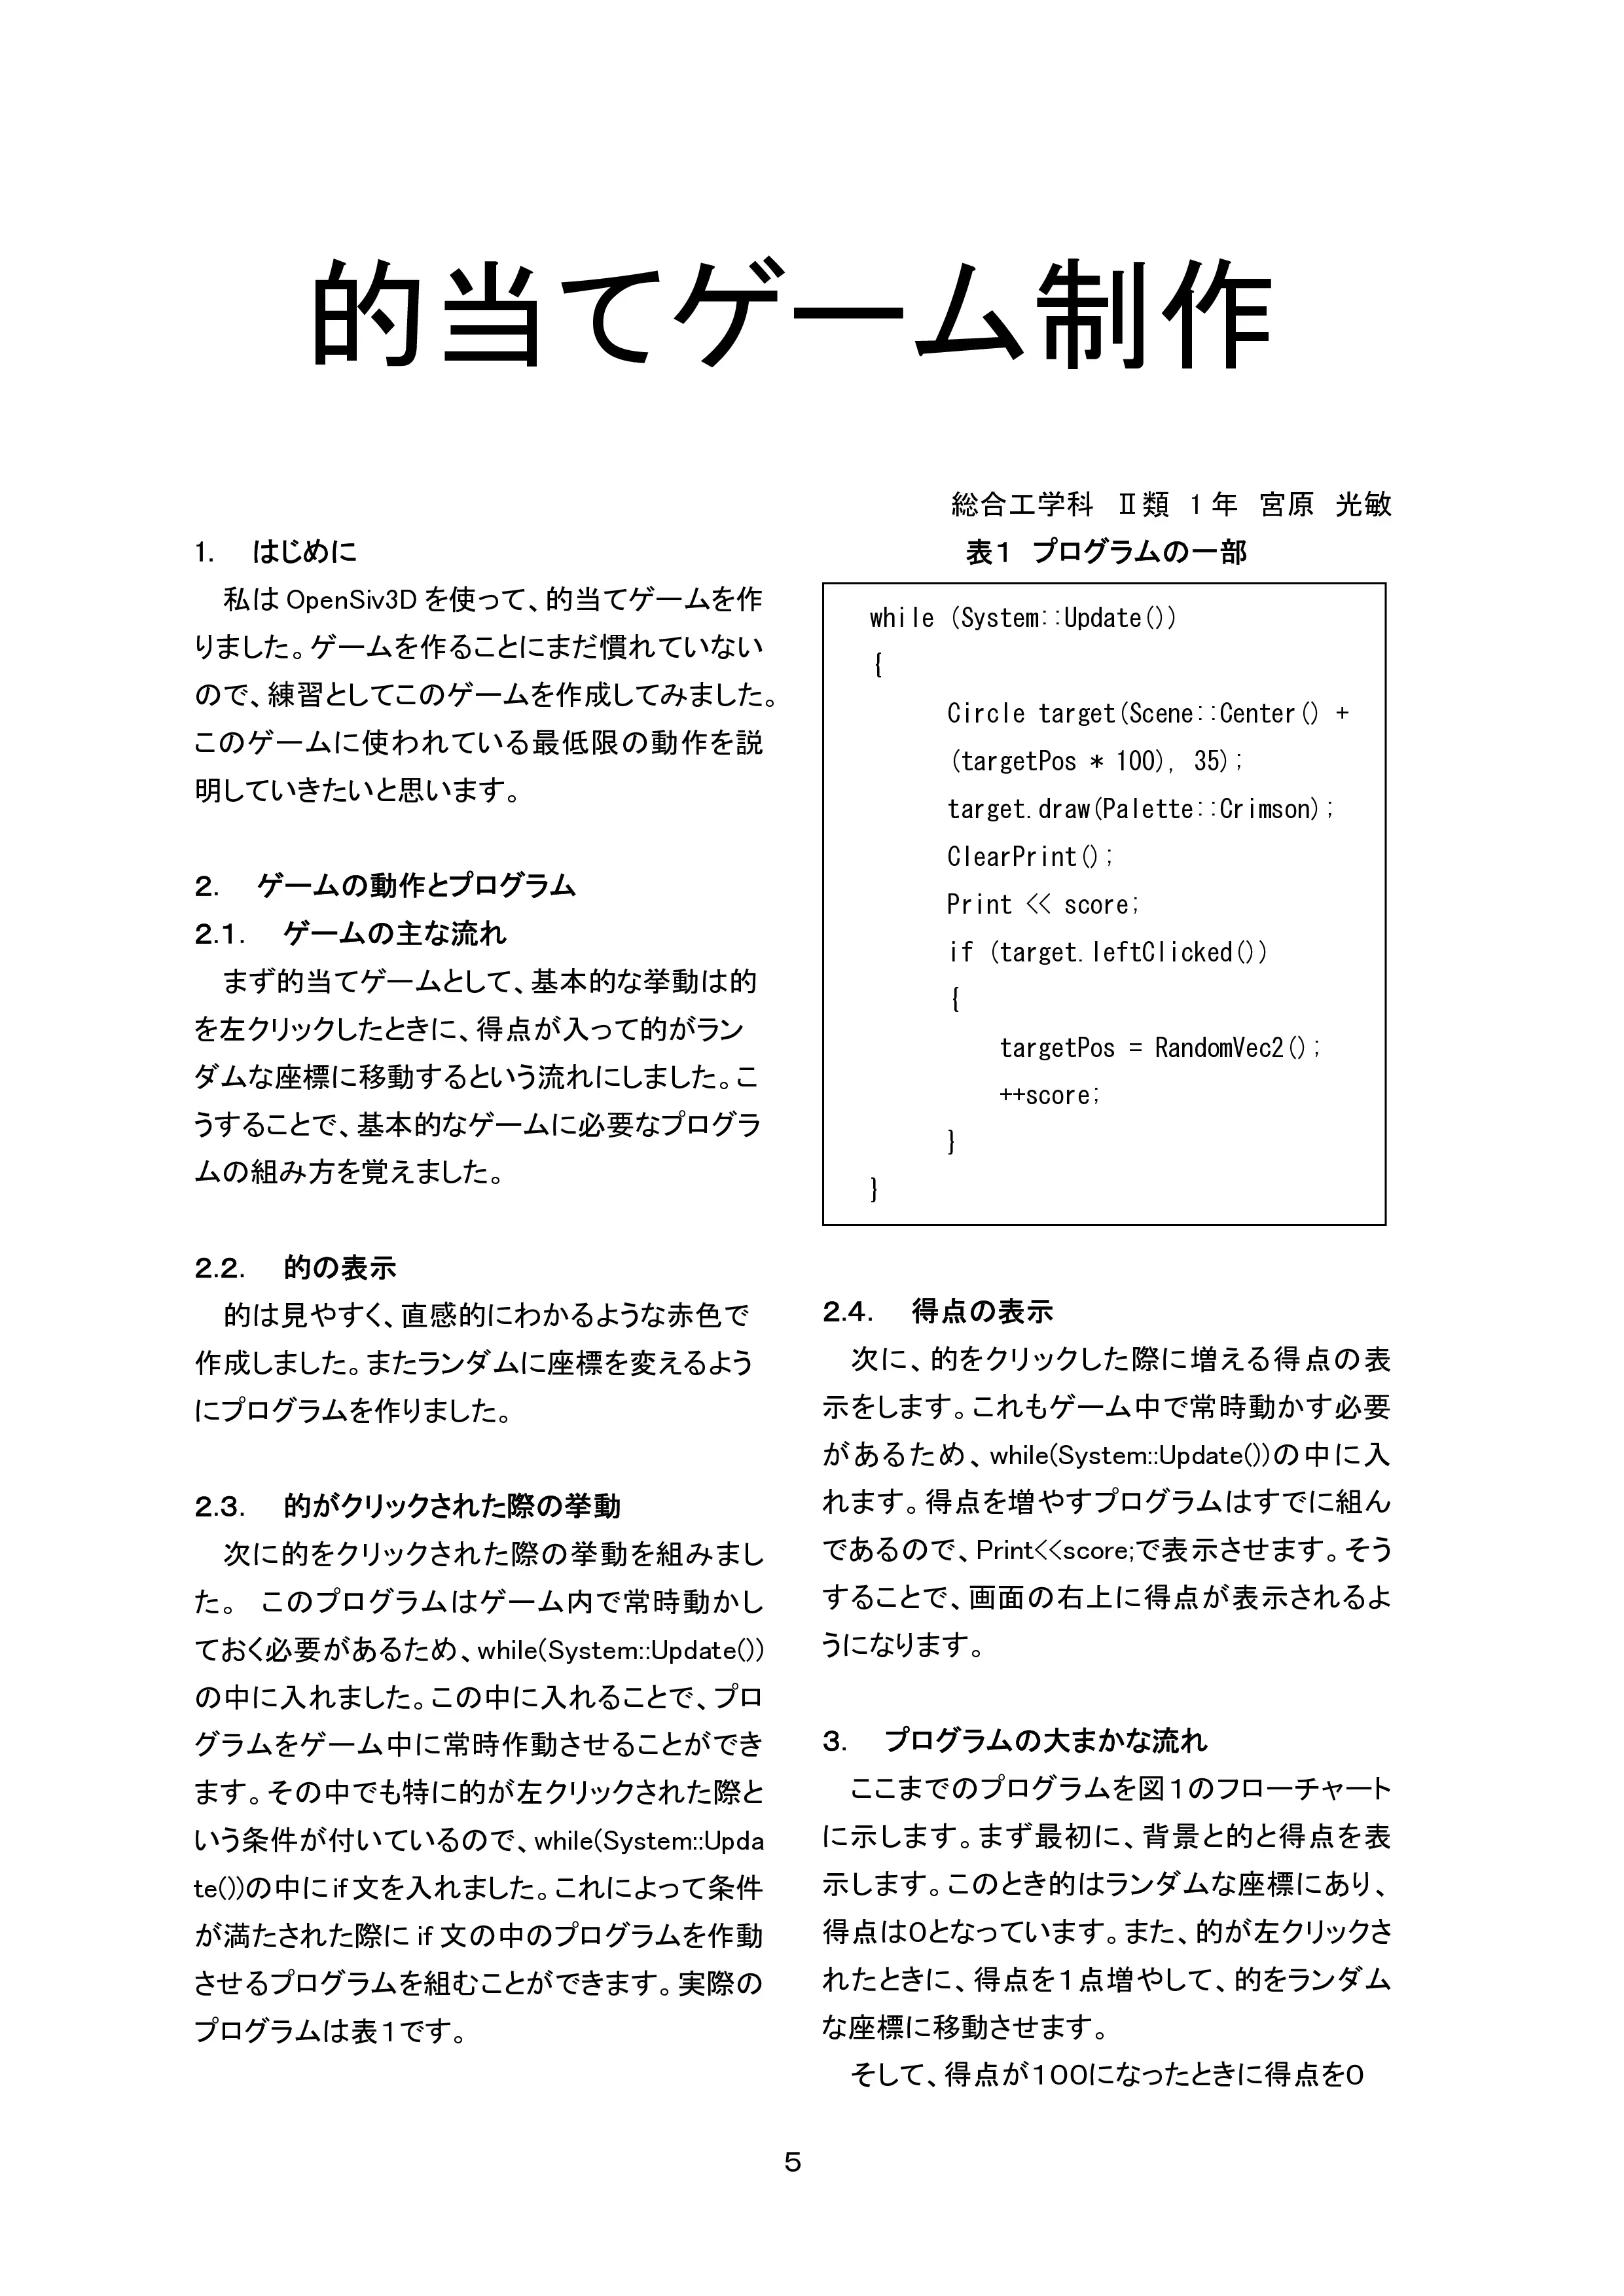 的当てゲーム制作
総合工学科　Ⅱ類　1年　宮原　光敏
1.　はじめに
私は OpenSiv3D を使って、的当てゲームを作
りました。ゲームを作ることにまだ慣れていない
ので、練習としてこのゲームを作成してみました。
このゲームに使われている最低限の動作を説
明していきたいと思います。
2.　ゲームの動作とプログラム
2.1.　ゲームの主な流れ
まず的当てゲームとして、基本的な挙動は的
を左クリックしたときに、得点が入って的がラン
ダムな座標に移動するという流れにしました。こ
うすることで、基本的なゲームに必要なプログラ
ムの組み方を覚えました。
2.2.　的の表示
的は見やすく、直感的にわかるような赤色で
作成しました。またランダムに座標を変えるよう
にプログラムを作りました。
2.3.　的がクリックされた際の挙動
次に的をクリックされた際の挙動を組みまし
た。 このプログラムはゲーム内で常時動かし
ておく必要があるため、while(System::Update())
の中に入れました。この中に入れることで、プロ
グラムをゲーム中に常時作動させることができ
ます。その中でも特に的が左クリックされた際と
いう条件が付いているので、while(System::Upda
te())の中に if 文を入れました。これによって条件
が満たされた際に if 文の中のプログラムを作動
させるプログラムを組むことができます。実際の
プログラムは表1です。
表1　プログラムの一部
while (System::Update())
{
Circle target(Scene::Center() +
(targetPos * 100), 35);
target.draw(Palette::Crimson);
ClearPrint();
Print << score;
if (target.leftClicked())
{
targetPos = RandomVec2();
++score;
}
}
2.4.　得点の表示
次に、的をクリックした際に増える得点の表
示をします。これもゲーム中で常時動かす必要
があるため、while(System::Update())の中に入
れます。得点を増やすプログラムはすでに組ん
であるので、Print<<score;で表示させます。そう
することで、画面の右上に得点が表示されるよ
うになります。
3.　プログラムの大まかな流れ
ここまでのプログラムを図1のフローチャート
に示します。まず最初に、背景と的と得点を表
示します。このとき的はランダムな座標にあり、
得点は0となっています。また、的が左クリックさ
れたときに、得点を1点増やして、的をランダム
な座標に移動させます。
そして、得点が100になったときに得点を0
5